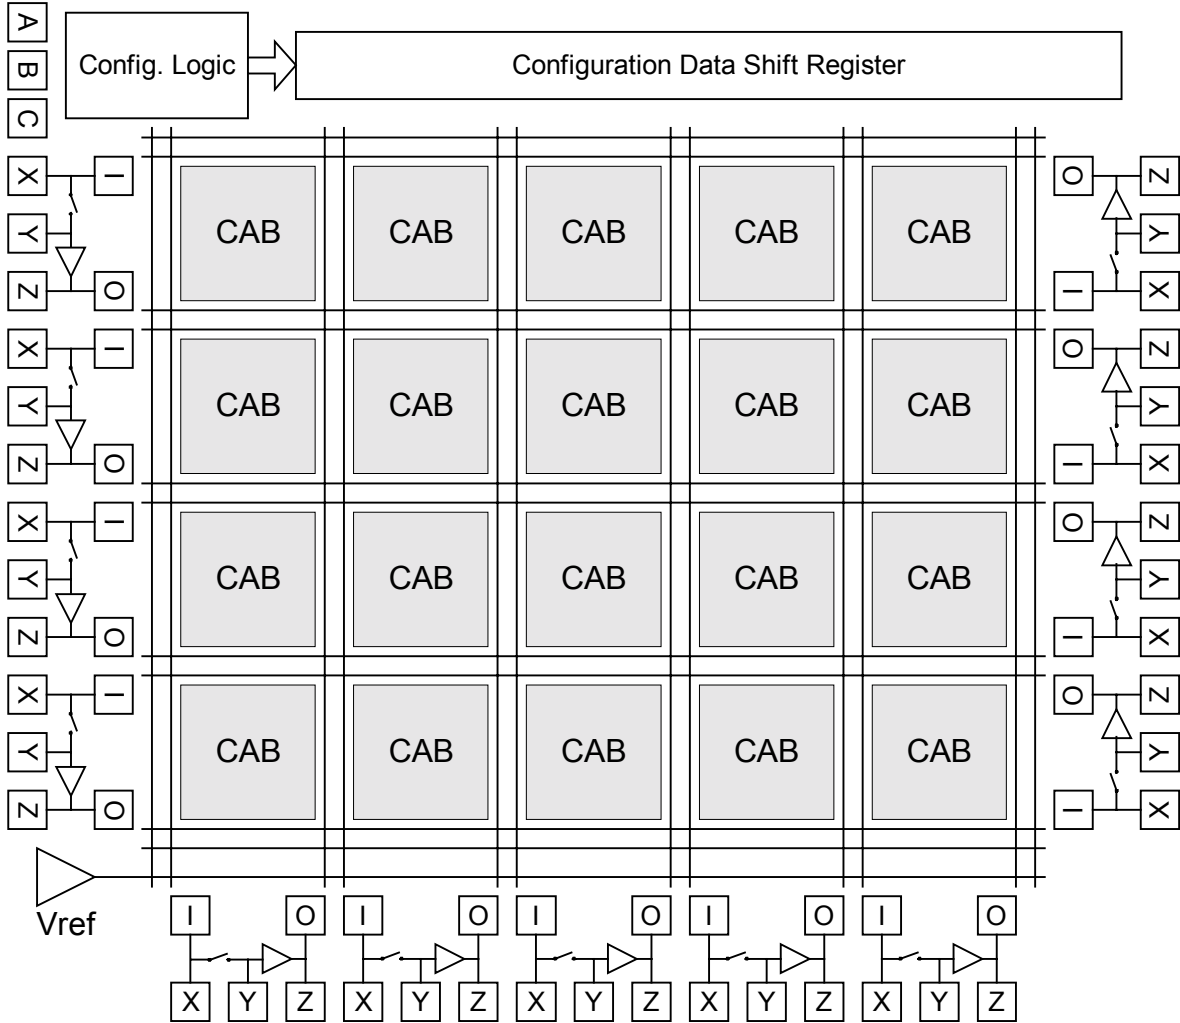 A
Config. Logic
Configuration Data Shift Register
B
C
X I
O Z
CAB CAB CAB CAB CAB
Y
Y
Z O
I X
X I
O Z
CAB CAB CAB CAB CAB
Y
Y
Z O
I X
X I
O Z
CAB CAB CAB CAB CAB
Y
Y
Z O
I X
X I
O Z
CAB CAB CAB CAB CAB
Y
Y
Z O
I X
Vref
I O I O I O I O I O
X Y Z X Y Z X Y Z X Y Z X Y Z